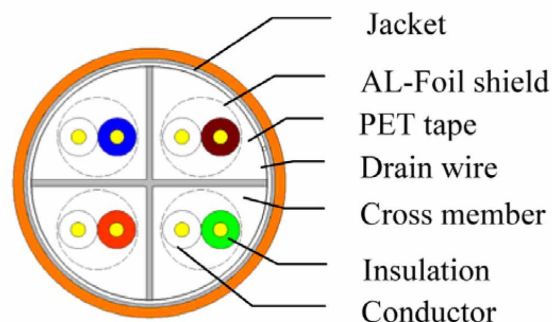 Jacket
AL-Foil shield
PET tape
Drain wire
Cross member
Insulation
Conductor